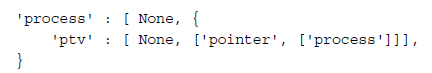 'process' : [ None, {
    'ptv' : [ None, ['pointer', ['process']]],
}